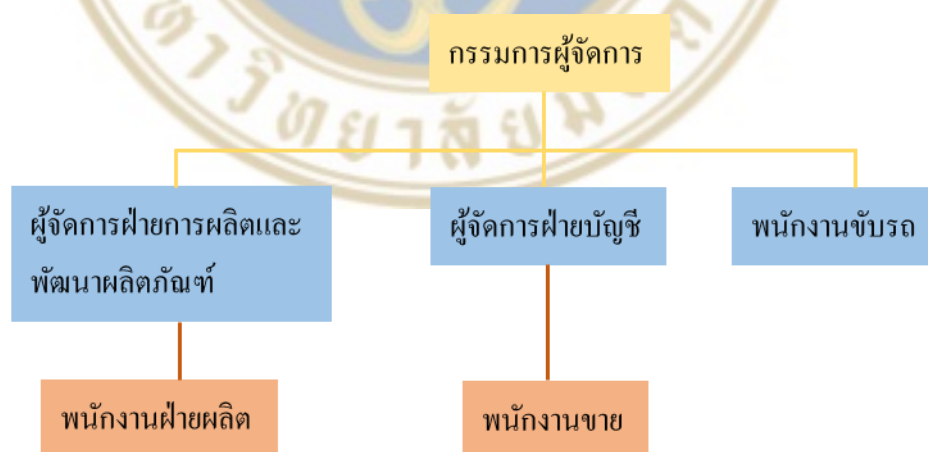 กรรมการผู้จัดการ
ผู้จัดการฝ่ายการผลิตและ
พัฒนาผลิตภัณฑ์
ผู้จัดการฝ่ายบัญชี
พนักงานขับรถ
พนักงานฝ่ายผลิต
พนักงานขาย